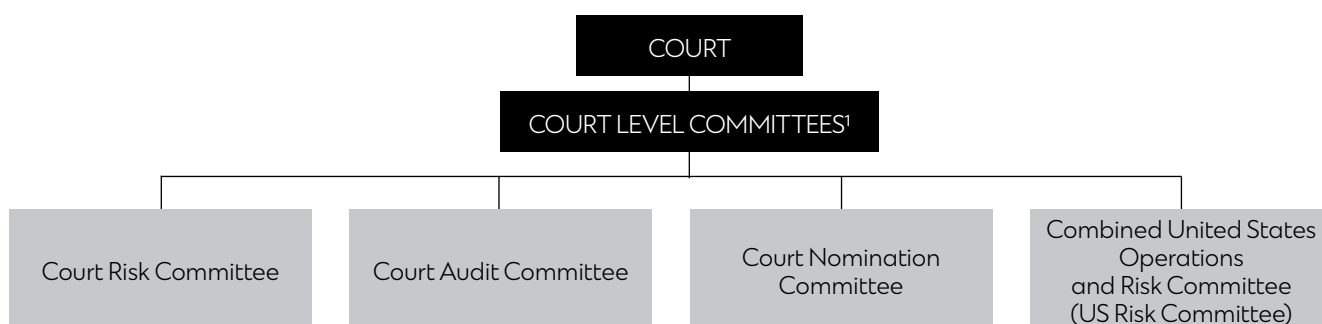 COURT
COURT LEVEL COMMITTEES¹
Court Risk Committee
Court Audit Committee
Court Nomination
Committee
Combined United States
Operations
and Risk Committee
(US Risk Committee)